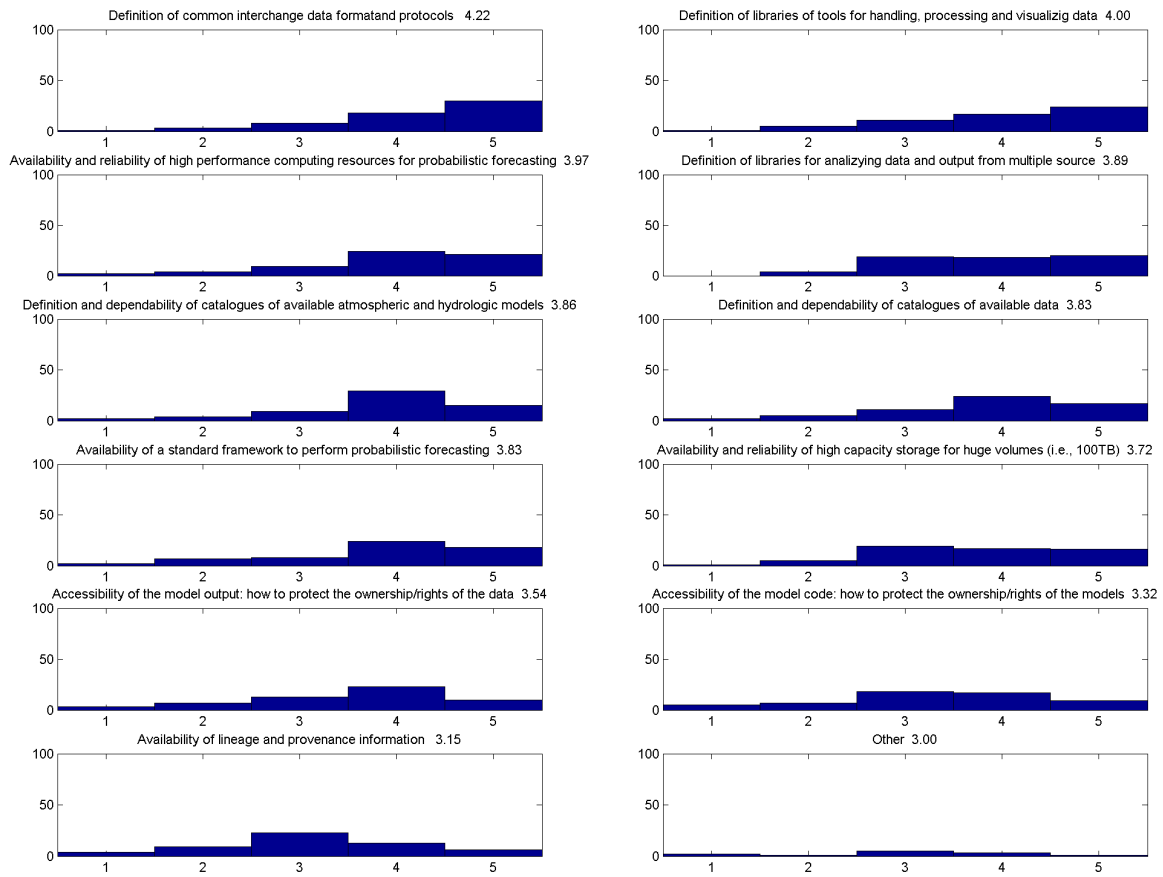 Definition of common interchange data formatand protocols 4.22
100
50
0
1 2 3 4 5
Definition of libraries of tools for handling, processing and visualizig data 4.00
100
50
0
1 2 3 4 5
Availability and reliability of high performance computing resources for probabilistic forecasting 3.97
100
50
0
1 2 3 4 5
Definition of libraries for analizying data and output from multiple source 3.89
100
50
0
1 2 3 4 5
Definition and dependability of catalogues of available atmospheric and hydrologic models 3.86
100
50
0
1 2 3 4 5
Definition and dependability of catalogues of available data 3.83
100
50
0
1 2 3 4 5
Availability of a standard framework to perform probabilistic forecasting 3.83
100
50
0
1 2 3 4 5
Availability and reliability of high capacity storage for huge volumes (i.e., 100TB) 3.72
100
50
0
1 2 3 4 5
Accessibility of the model output: how to protect the ownership/rights of the data 3.54
100
50
0
1 2 3 4 5
Accessibility of the model code: how to protect the ownership/rights of the models 3.32
100
50
0
1 2 3 4 5
Availability of lineage and provenance information 3.15
100
50
0
1 2 3 4 5
Other 3.00
100
50
0
1 2 3 4 5